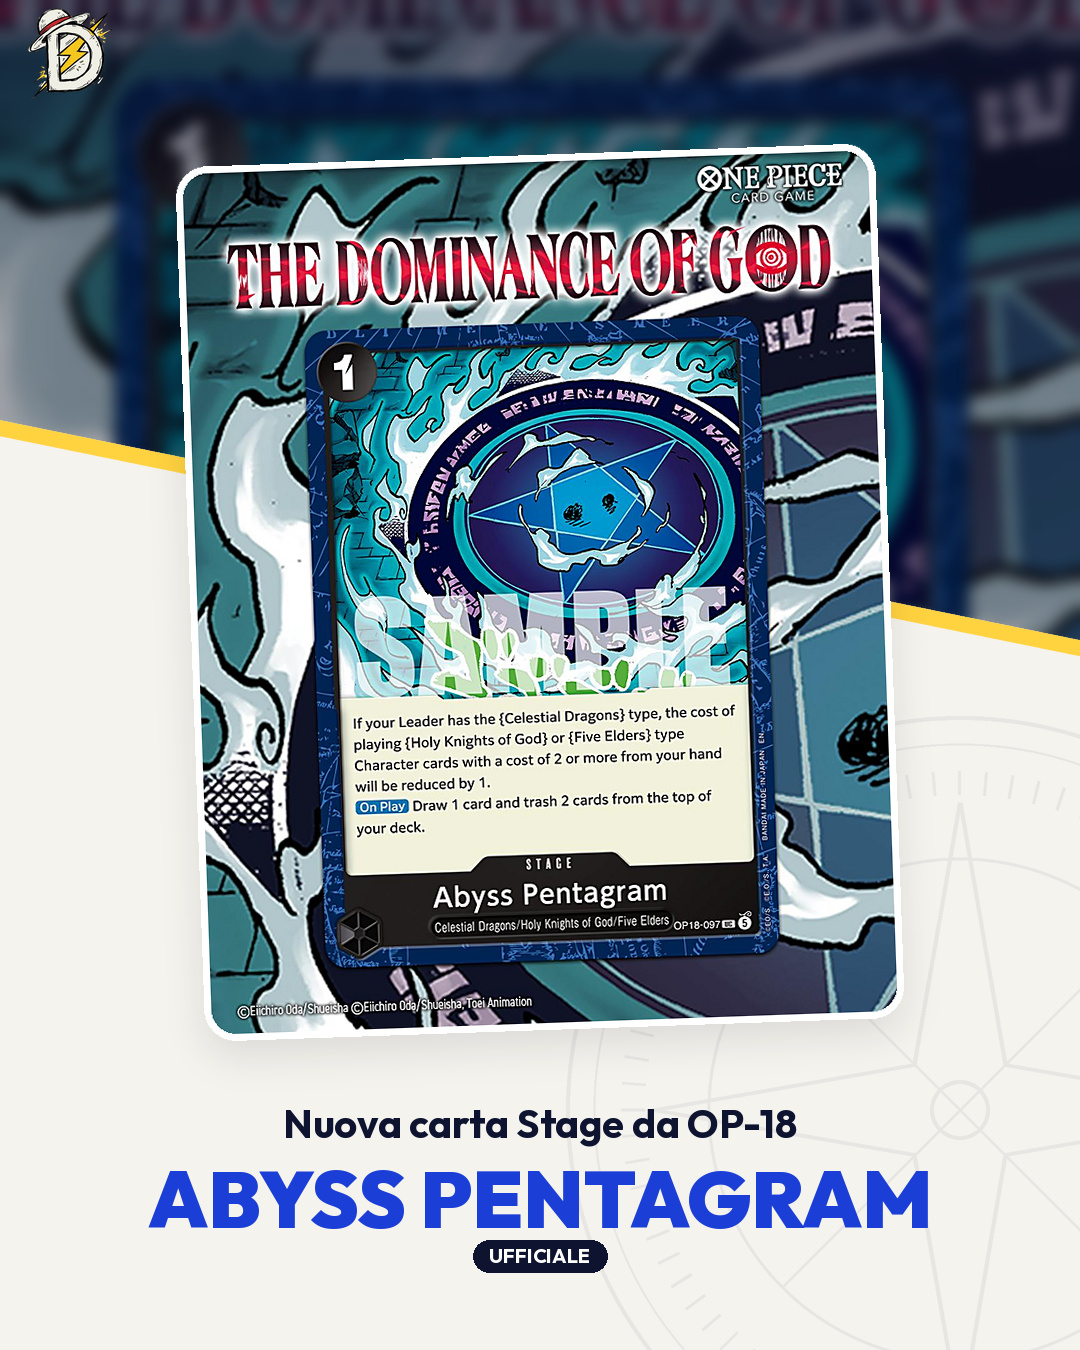 ONE PIECE
CARD GAME
THE DOMINANCE OF GOD
1
SAMPLE
If your Leader has the {Celestial Dragons} type, the cost of
playing {Holy Knights of God} or {Five Elders} type
Character cards with a cost of 2 or more from your hand
will be reduced by 1.
On Play Draw 1 card and trash 2 cards from the top of
your deck.
STAGE
Abyss Pentagram
Celestial Dragons/Holy Knights of God/Five Elders
OP18-097 UC 5
©E.O./S. ©E.O./S.,T.A. BANDAI MADE IN JAPAN EN
©Eiichiro Oda/Shueisha ©Eiichiro Oda/Shueisha, Toei Animation
Nuova carta Stage da OP-18
ABYSS PENTAGRAM
UFFICIALE